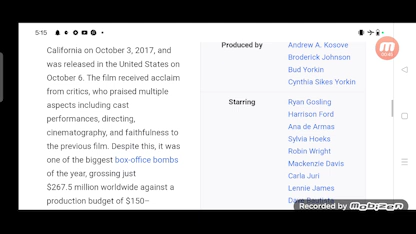 5:15
California on October 3, 2017, and
was released in the United States on
October 6. The film received acclaim
from critics, who praised multiple
aspects including cast
performances, directing,
cinematography, and faithfulness to
the previous film. Despite this, it was
one of the biggest box-office bombs
of the year, grossing just
$267.5 million worldwide against a
production budget of $150–
Produced by
Andrew A. Kosove
Broderick Johnson
Bud Yorkin
Cynthia Sikes Yorkin
Starring
Ryan Gosling
Harrison Ford
Ana de Armas
Sylvia Hoeks
Robin Wright
Mackenzie Davis
Carla Juri
Lennie James
Dave Bautista
Recorded by mobizen